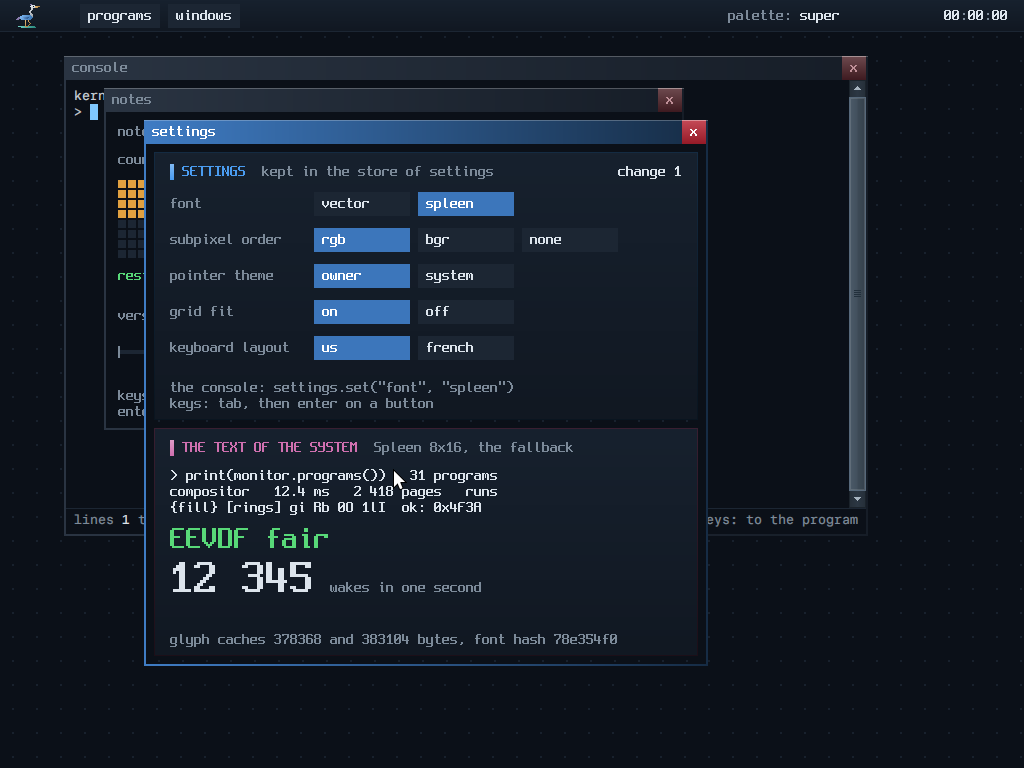 programs windows palette: super 00:00:00
console x
kern
>
notes x
note
cour
rest
vers
keys
ente
settings x
SETTINGS kept in the store of settings change 1
font vector spleen
subpixel order rgb bgr none
pointer theme owner system
grid fit on off
keyboard layout us french
the console: settings.set("font", "spleen")
keys: tab, then enter on a button
THE TEXT OF THE SYSTEM Spleen 8x16, the fallback
> print(monitor.programs()) 31 programs
compositor 12.4 ms 2 418 pages runs
{fill} [rings] gi Rb 0O 1lI ok: 0x4F3A
EEVDF fair
12 345 wakes in one second
glyph caches 378368 and 383104 bytes, font hash 78e354f0
lines 1 t eys: to the program